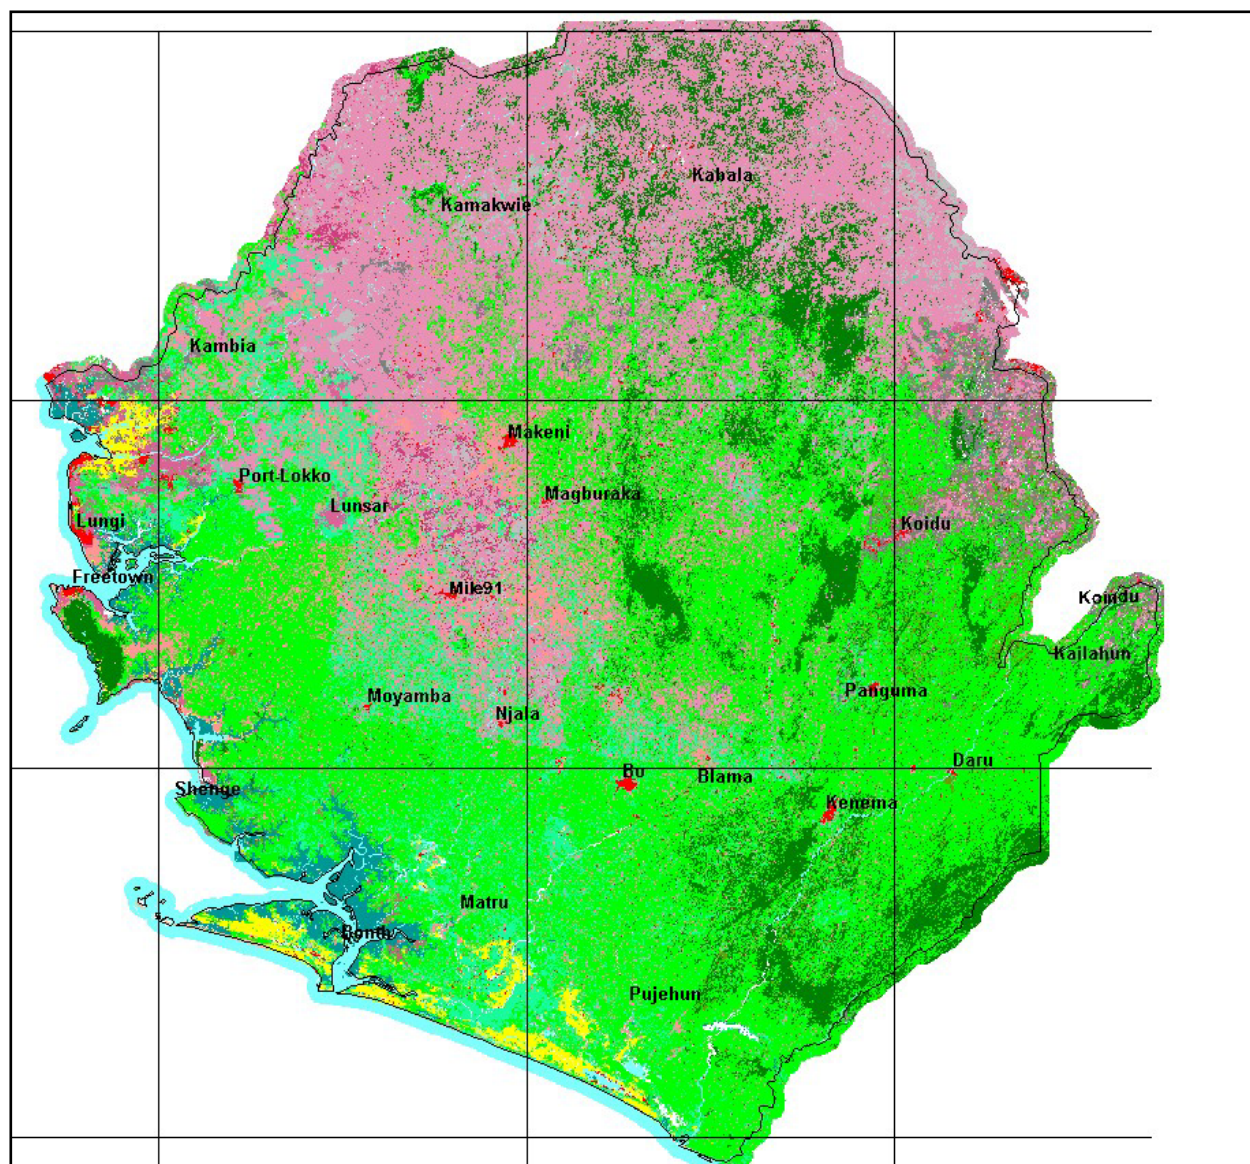 Kabala
Kamakwie
Kambia
Makeni
Port-Lokko
Magburaka
Lunsar
Lungi
Koidu
Freetown
Mile91
Koindu
Kailahun
Moyamba
Panguma
Njala
Daru
Bo
Blama
Shenge
Kenema
Matru
Bonth
Pujehun